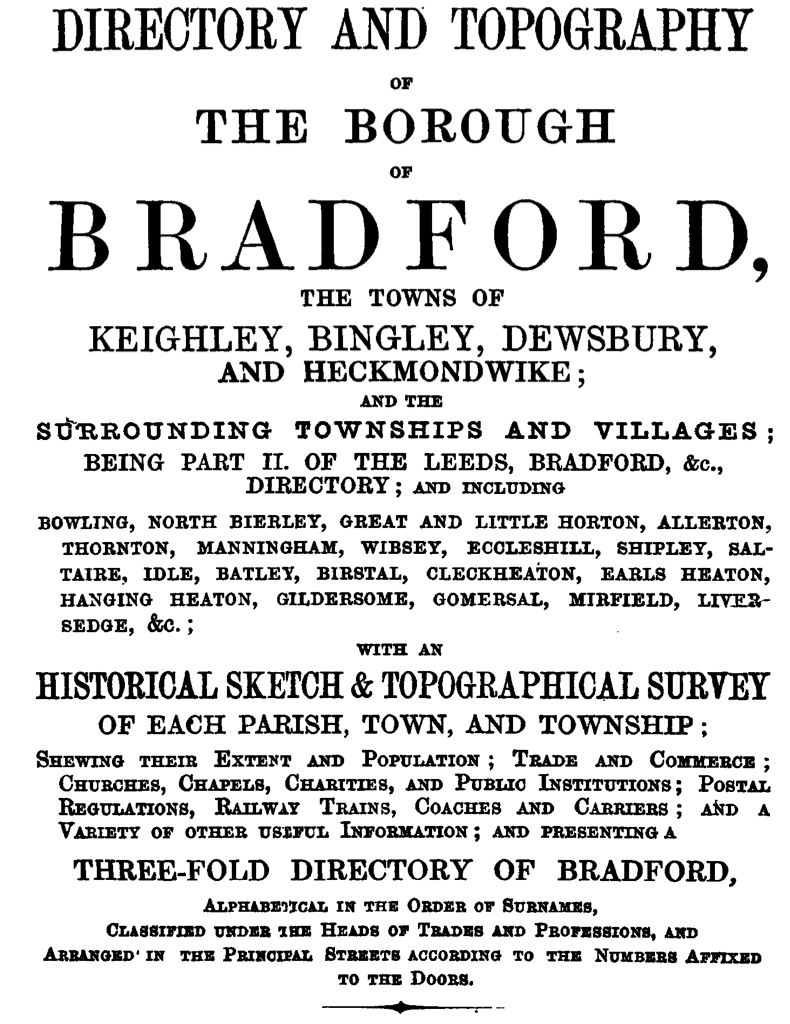 DIRECTORY AND TOPOGRAPHY
OF
THE BOROUGH
OF
BRADFORD,
THE TOWNS OF
KEIGHLEY, BINGLEY, DEWSBURY,
AND HECKMONDWIKE;
AND THE
SURROUNDING TOWNSHIPS AND VILLAGES;
BEING PART II. OF THE LEEDS, BRADFORD, &c.,
DIRECTORY; AND INCLUDING
BOWLING, NORTH BIERLEY, GREAT AND LITTLE HORTON, ALLERTON,
THORNTON, MANNINGHAM, WIBSEY, ECCLESHILL, SHIPLEY, SAL-
TAIRE, IDLE, BATLEY, BIRSTAL, CLECKHEATON, EARLS HEATON,
HANGING HEATON, GILDERSOME, GOMERSAL, MIRFIELD, LIVER-
SEDGE, &C.;
WITH AN
HISTORICAL SKETCH & TOPOGRAPHICAL SURVEY
OF EACH PARISH, TOWN, AND TOWNSHIP;
SHEWING THEIR EXTENT AND POPULATION; TRADE AND COMMERCE;
CHURCHES, CHAPELS, CHARITIES, AND PUBLIC INSTITUTIONS; POSTAL
REGULATIONS, RAILWAY TRAINS, COACHES AND CARRIERS; AND A
VARIETY OF OTHER USEFUL INFORMATION; AND PRESENTING A
THREE-FOLD DIRECTORY OF BRADFORD,
ALPHABETICAL IN THE ORDER OF SURNAMES,
CLASSIFIED UNDER THE HEADS OF TRADES AND PROFESSIONS, AND
ARRANGED IN THE PRINCIPAL STREETS ACCORDING TO THE NUMBERS AFFIXED
TO THE DOORS.